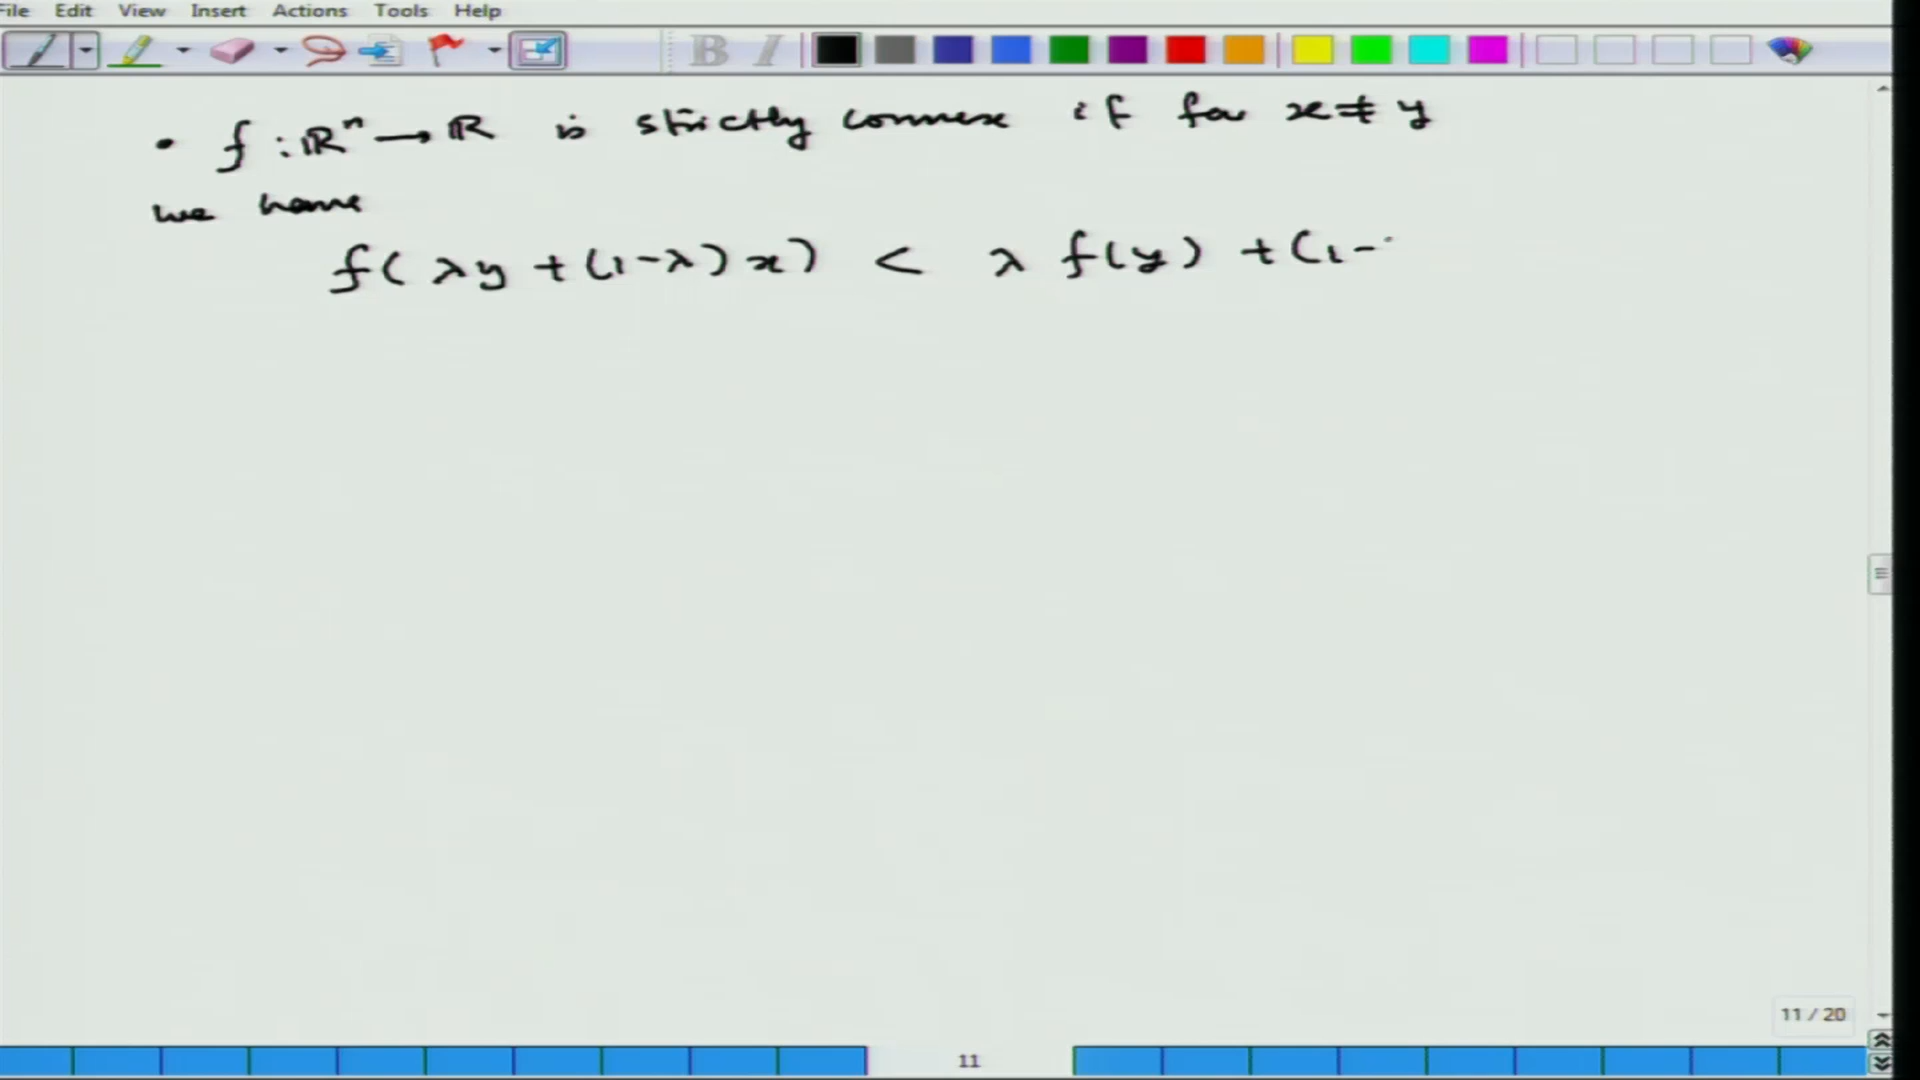 File Edit View Insert Actions Tools Help
B I
• f : ℝⁿ → ℝ is strictly convex if for x ≠ y
we have
f( λy + (1-λ) x) < λ f(y) + (1-
11 / 20
11